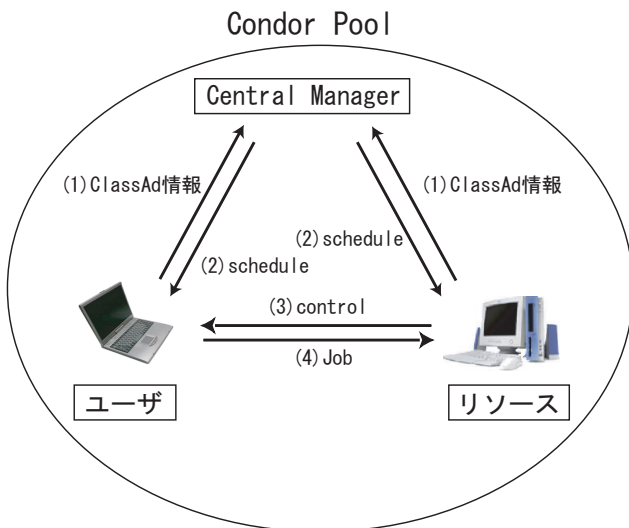 Condor Pool
Central Manager
(1)ClassAd情報
(1)ClassAd情報
(2)schedule
(2)schedule
(3)control
(4)Job
ユーザ
リソース